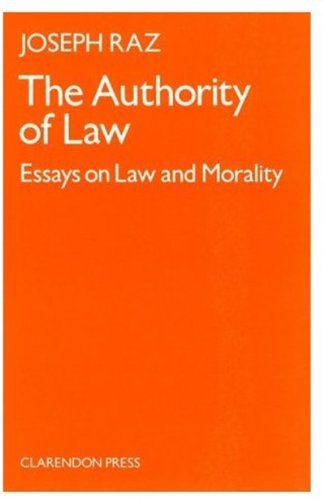 JOSEPH RAZ
The Authority
of Law
Essays on Law and Morality
CLARENDON PRESS